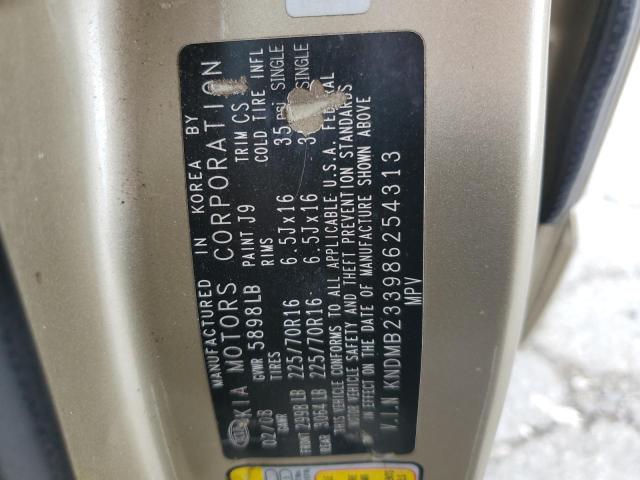 MANUFACTURED IN KOREA BY
KIA MOTORS CORPORATION
02/08 GVWR 5898LB PAINT J9 TRIM CS
GAWR TIRES RIMS COLD TIRE INFL
FRONT 2998LB 225/70R16 6.5Jx16 35 psi SINGLE
REAR 3064LB 225/70R16 6.5Jx16 SINGLE
THIS VEHICLE CONFORMS TO ALL APPLICABLE U.S.A. FEDERAL
MOTOR VEHICLE SAFETY AND THEFT PREVENTION STANDARDS
IN EFFECT ON THE DATE OF MANUFACTURE SHOWN ABOVE
V.I.N KNDMB233986254313
MPV